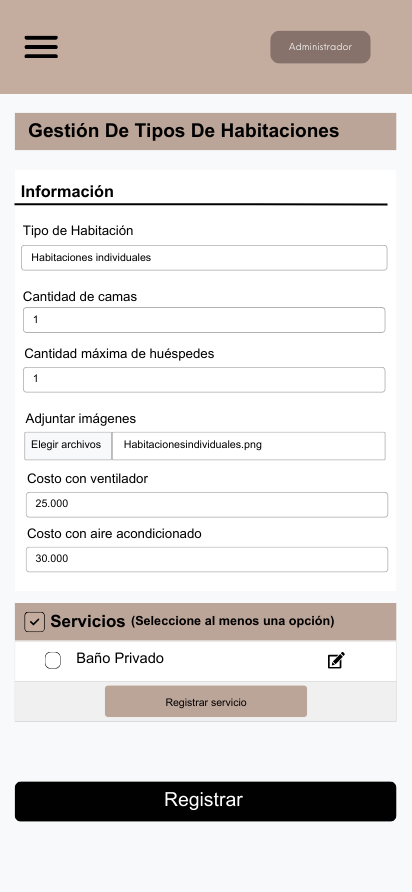 Administrador
Gestión De Tipos De Habitaciones
Información
Tipo de Habitación
Habitaciones individuales
Cantidad de camas
1
Cantidad máxima de huéspedes
1
Adjuntar imágenes
Elegir archivos Habitacionesindividuales.png
Costo con ventilador
25.000
Costo con aire acondicionado
30.000
Servicios (Seleccione al menos una opción)
Baño Privado
Registrar servicio
Registrar